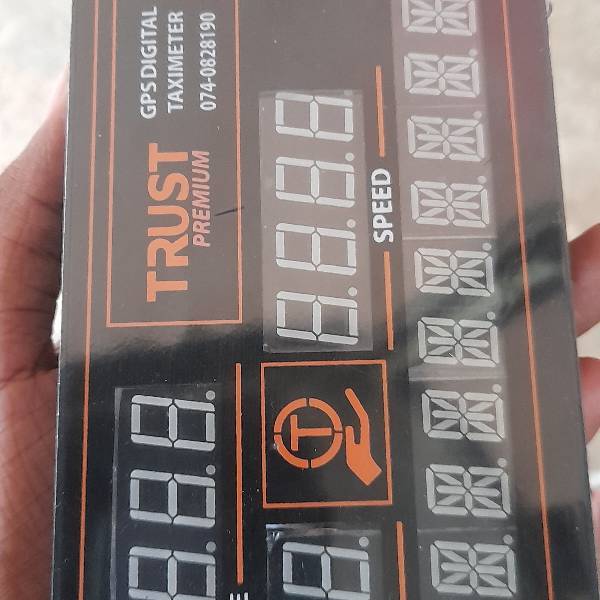 TRUST
PREMIUM
GPS DIGITAL
TAXIMETER
074-0828190
SPEED
T